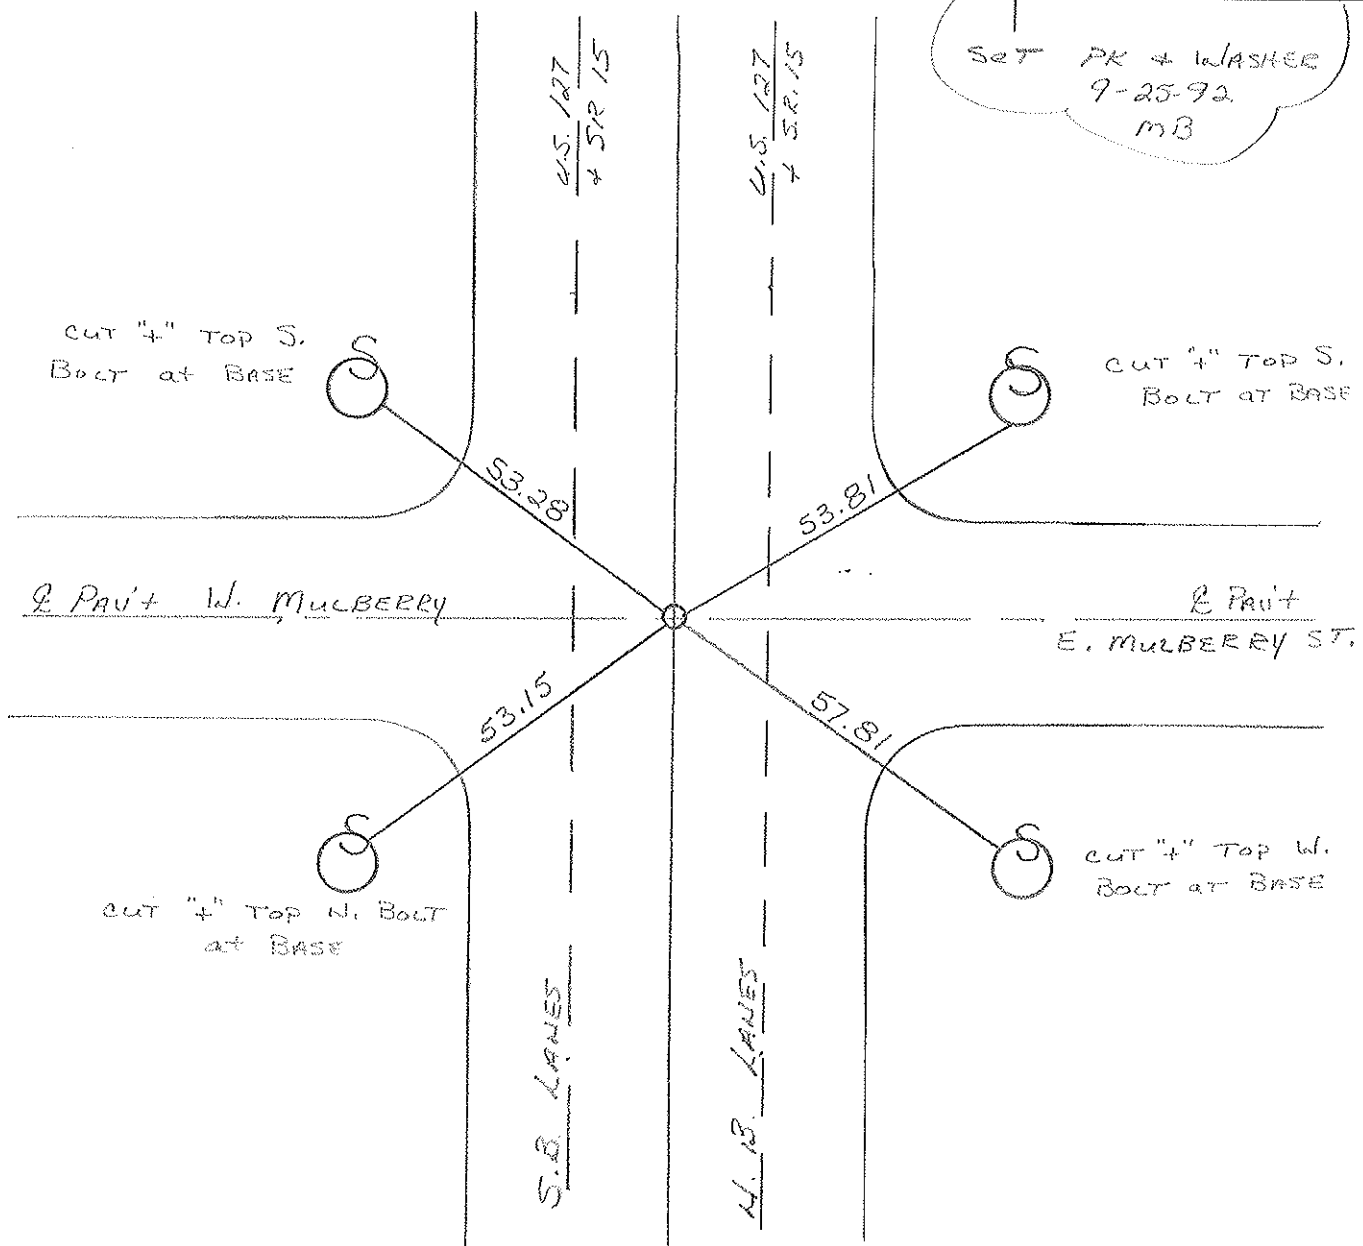 SET PK + WASHER
9-25-92
MB
U.S. 127
+ SR 15
U.S. 127
+ S.R. 15
CUT "+" TOP S.
BOLT at BASE
S
S
CUT "+" TOP S.
BOLT at BASE
53.28
53.81
℄ PAV'T W. MULBERRY
℄ PAV'T
E. MULBERRY ST.
53.15
57.81
S
S
CUT "+" TOP N. BOLT
at BASE
CUT "+" TOP W.
BOLT at BASE
S.B. LANES
N.B. LANES